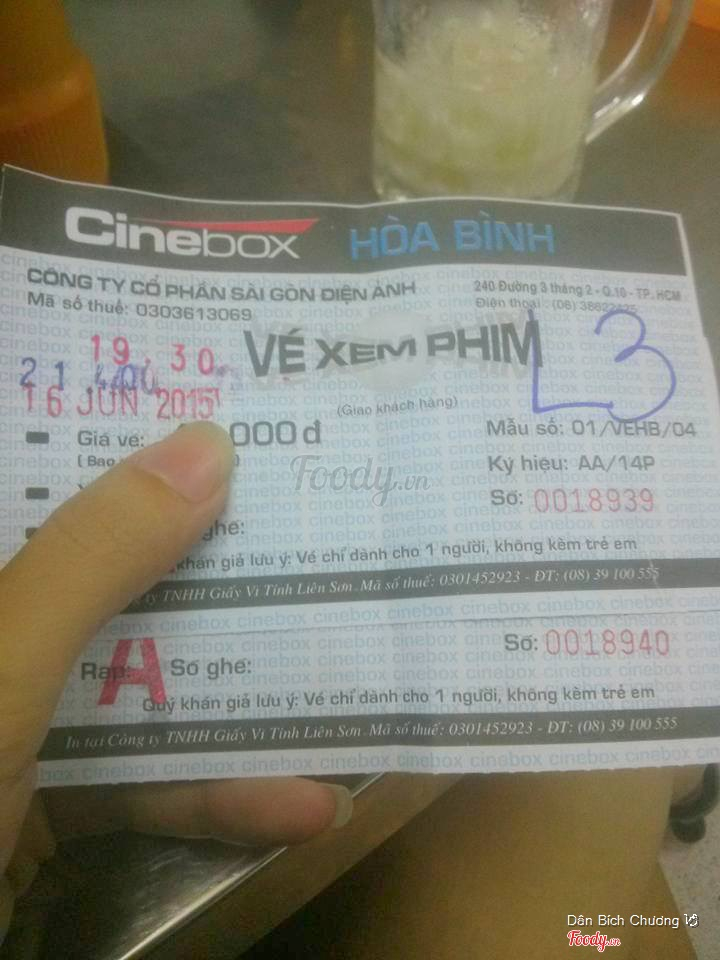 Cinebox HÒA BÌNH
CÔNG TY CỔ PHẦN SÀI GÒN ĐIỆN ẢNH
Mã số thuế: 0303613069
240 Đường 3 tháng 2 - Q.10 - TP. HCM
Điện thoại : (08)
19.30
21
16 JUN 2015
VÉ XEM PHIM
L3
(Giao khách hàng)
Giá vé: 000đ
( Bao
Mẫu số: 01/VEHB/04
Ký hiệu: AA/14P
Số: 0018939
Foody.vn
ghế:
khán giả lưu ý: Vé chỉ dành cho 1 người, không kèm trẻ em
ty TNHH Giấy Vi Tính Liên Sơn. Mã số thuế: 0301452923 - ĐT: (08) 39 100 555
Rạp: A Số ghế:
Số: 0018940
Quý khán giả lưu ý: Vé chỉ dành cho 1 người, không kèm trẻ em
In tại Công ty TNHH Giấy Vi Tính Liên Sơn. Mã số thuế: 0301452923 - ĐT: (08) 39 100 555
cinebox cinebox cinebox cinebox cinebox cinebox
Dân Bích Chương
Foody.vn